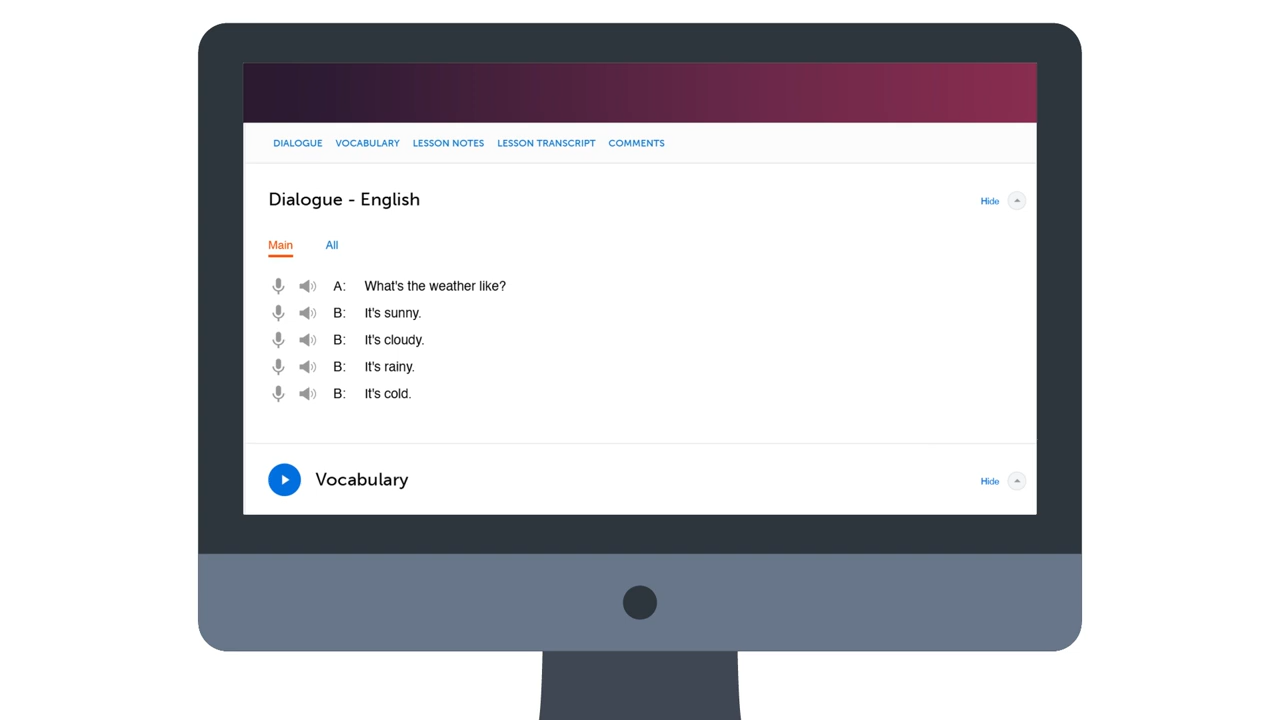 DIALOGUE VOCABULARY LESSON NOTES LESSON TRANSCRIPT COMMENTS
Dialogue - English Hide
Main All
A: What's the weather like?
B: It's sunny.
B: It's cloudy.
B: It's rainy.
B: It's cold.
Vocabulary Hide